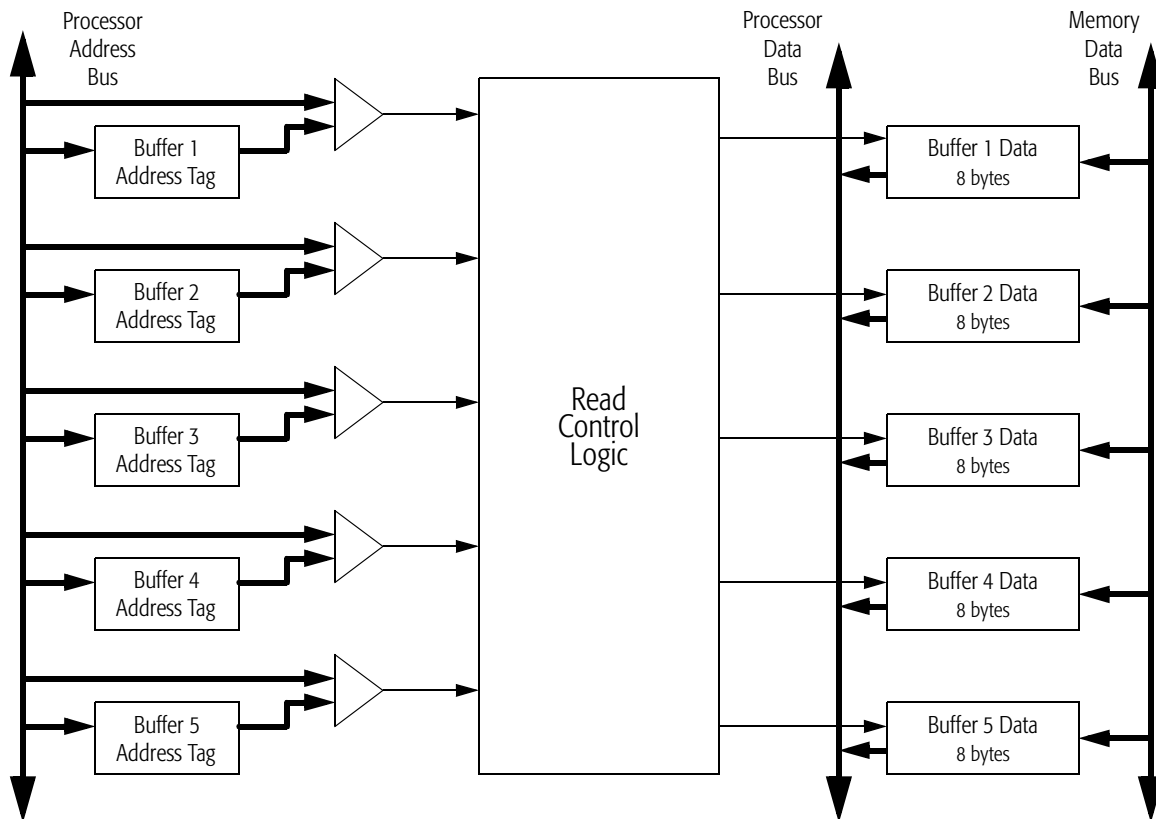 Processor
Address
Bus
Processor
Data
Bus
Memory
Data
Bus
Buffer 1
Address Tag
Buffer 2
Address Tag
Buffer 3
Address Tag
Buffer 4
Address Tag
Buffer 5
Address Tag
Read
Control
Logic
Buffer 1 Data
8 bytes
Buffer 2 Data
8 bytes
Buffer 3 Data
8 bytes
Buffer 4 Data
8 bytes
Buffer 5 Data
8 bytes